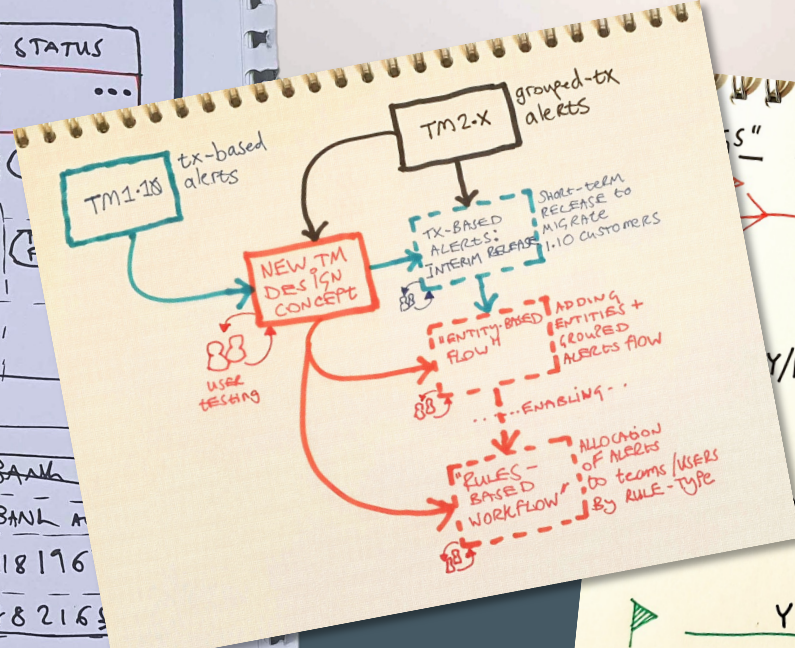 STATUS
...
TM1.10
tx-based
alerts
TM2.X
grouped-tx
alerts
NEW TM
DESIGN
CONCEPT
USER
TESTING
TX-BASED
ALERTS:
INTERIM RELEASE
SHORT-TERM
RELEASE TO
MIGRATE
1.10 CUSTOMERS
"ENTITY-BASED
FLOW"
ADDING
ENTITIES +
GROUPED
ALERTS FLOW
...ENABLING...
"RULES-
BASED
WORKFLOW"
ALLOCATION
OF ALERTS
to teams/USERS
By RULE-TYPE
BANK
BANK A
18196
82165
S"
Y/
Y